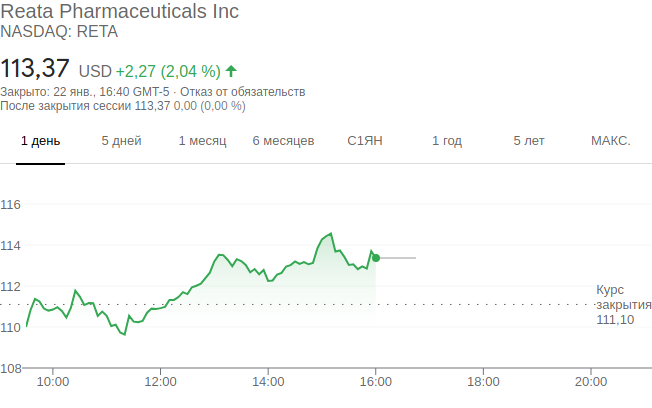 Reata Pharmaceuticals Inc
NASDAQ: RETA
113,37 USD +2,27 (2,04 %)
Закрыто: 22 янв., 16:40 GMT-5 · Отказ от обязательств
После закрытия сессии 113,37 0,00 (0,00 %)
1 день 5 дней 1 месяц 6 месяцев С1ЯН 1 год 5 лет МАКС.
116
114
112
Курс
закрытия
111,10
110
108
10:00 12:00 14:00 16:00 18:00 20:00